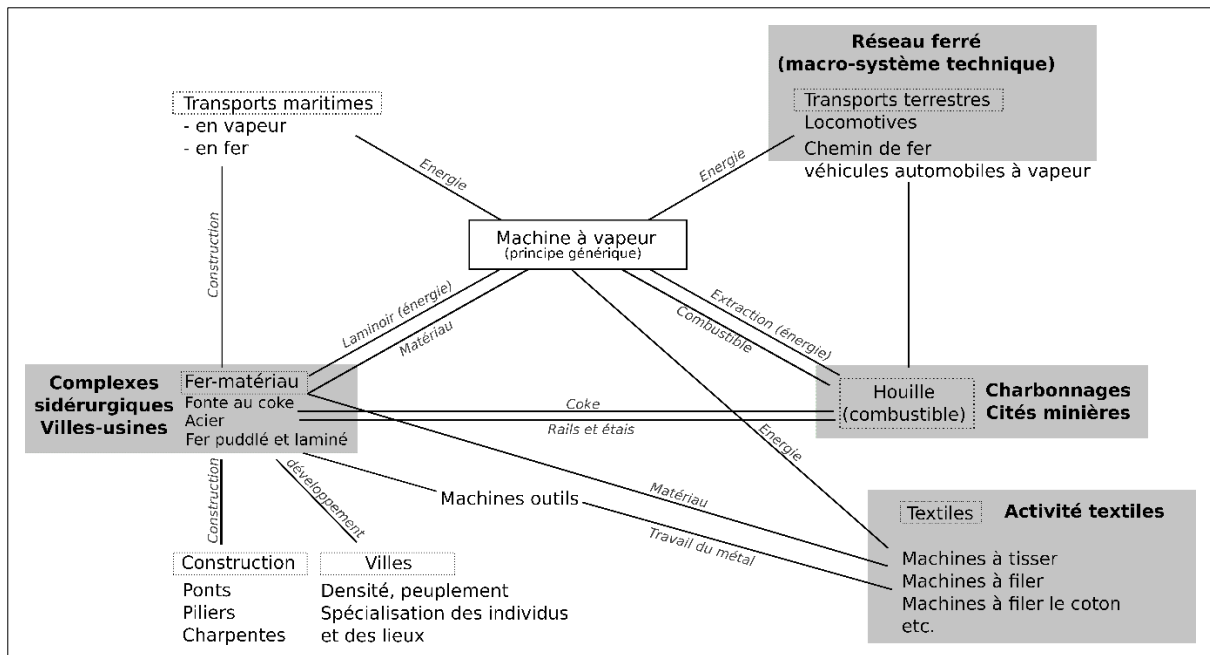 Réseau ferré
(macro-système technique)
Transports terrestres
Locomotives
Chemin de fer
véhicules automobiles à vapeur
Transports maritimes
- en vapeur
- en fer
Energie
Energie
Construction
Machine à vapeur
(principe générique)
Laminoir (énergie)
Matériau
Extraction (énergie)
Combustible
Complexes
sidérurgiques
Villes-usines
Fer-matériau
Fonte au coke
Acier
Fer puddlé et laminé
Coke
Rails et étais
Houille
(combustible)
Charbonnages
Cités minières
Energie
Construction
développement
Machines outils
Matériau
Travail du métal
Textiles
Activité textiles
Machines à tisser
Machines à filer
Machines à filer le coton
etc.
Construction
Ponts
Piliers
Charpentes
Villes
Densité, peuplement
Spécialisation des individus
et des lieux